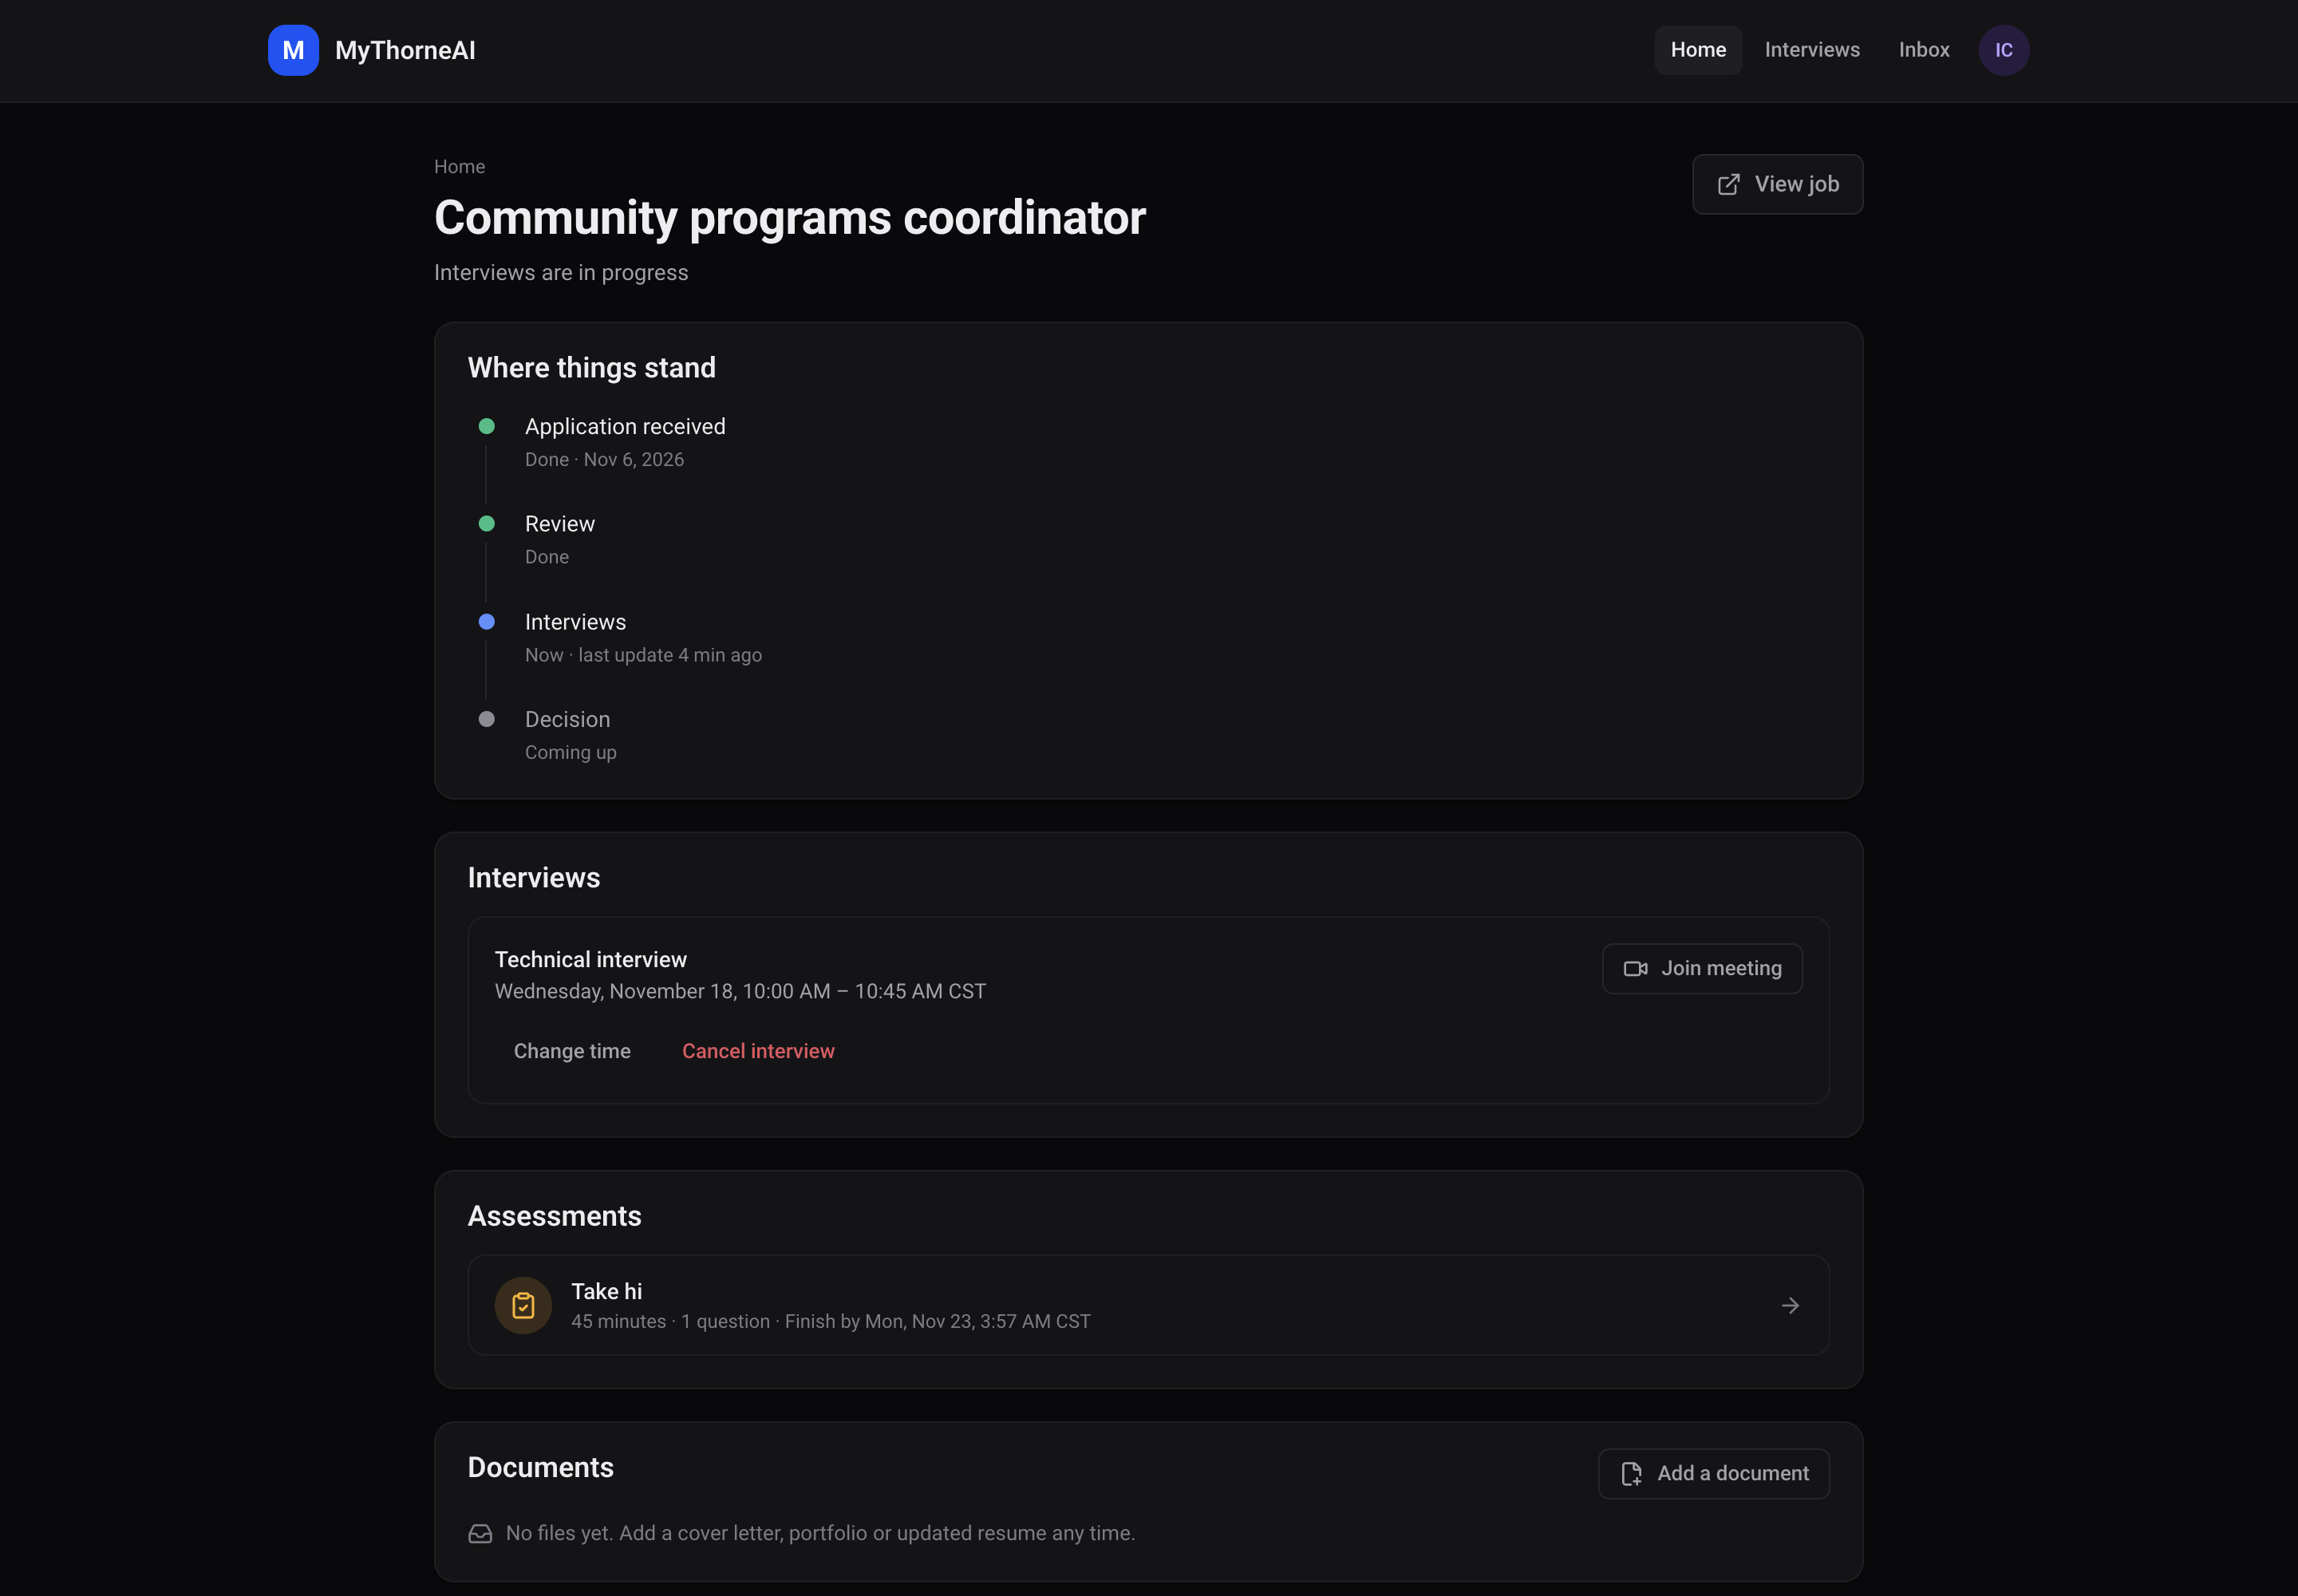 M MyThorneAI Home Interviews Inbox IC
Home
View job
Community programs coordinator
Interviews are in progress
Where things stand
Application received
Done · Nov 6, 2026
Review
Done
Interviews
Now · last update 4 min ago
Decision
Coming up
Interviews
Technical interview
Join meeting
Wednesday, November 18, 10:00 AM – 10:45 AM CST
Change time Cancel interview
Assessments
Take hi
45 minutes · 1 question · Finish by Mon, Nov 23, 3:57 AM CST
Documents
Add a document
No files yet. Add a cover letter, portfolio or updated resume any time.